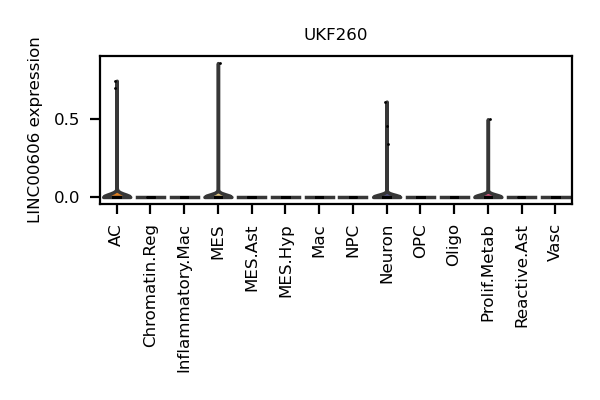 UKF260
LINC00606 expression
0.5
0.0
AC
Chromatin.Reg
Inflammatory.Mac
MES
MES.Ast
MES.Hyp
Mac
NPC
Neuron
OPC
Oligo
Prolif.Metab
Reactive.Ast
Vasc